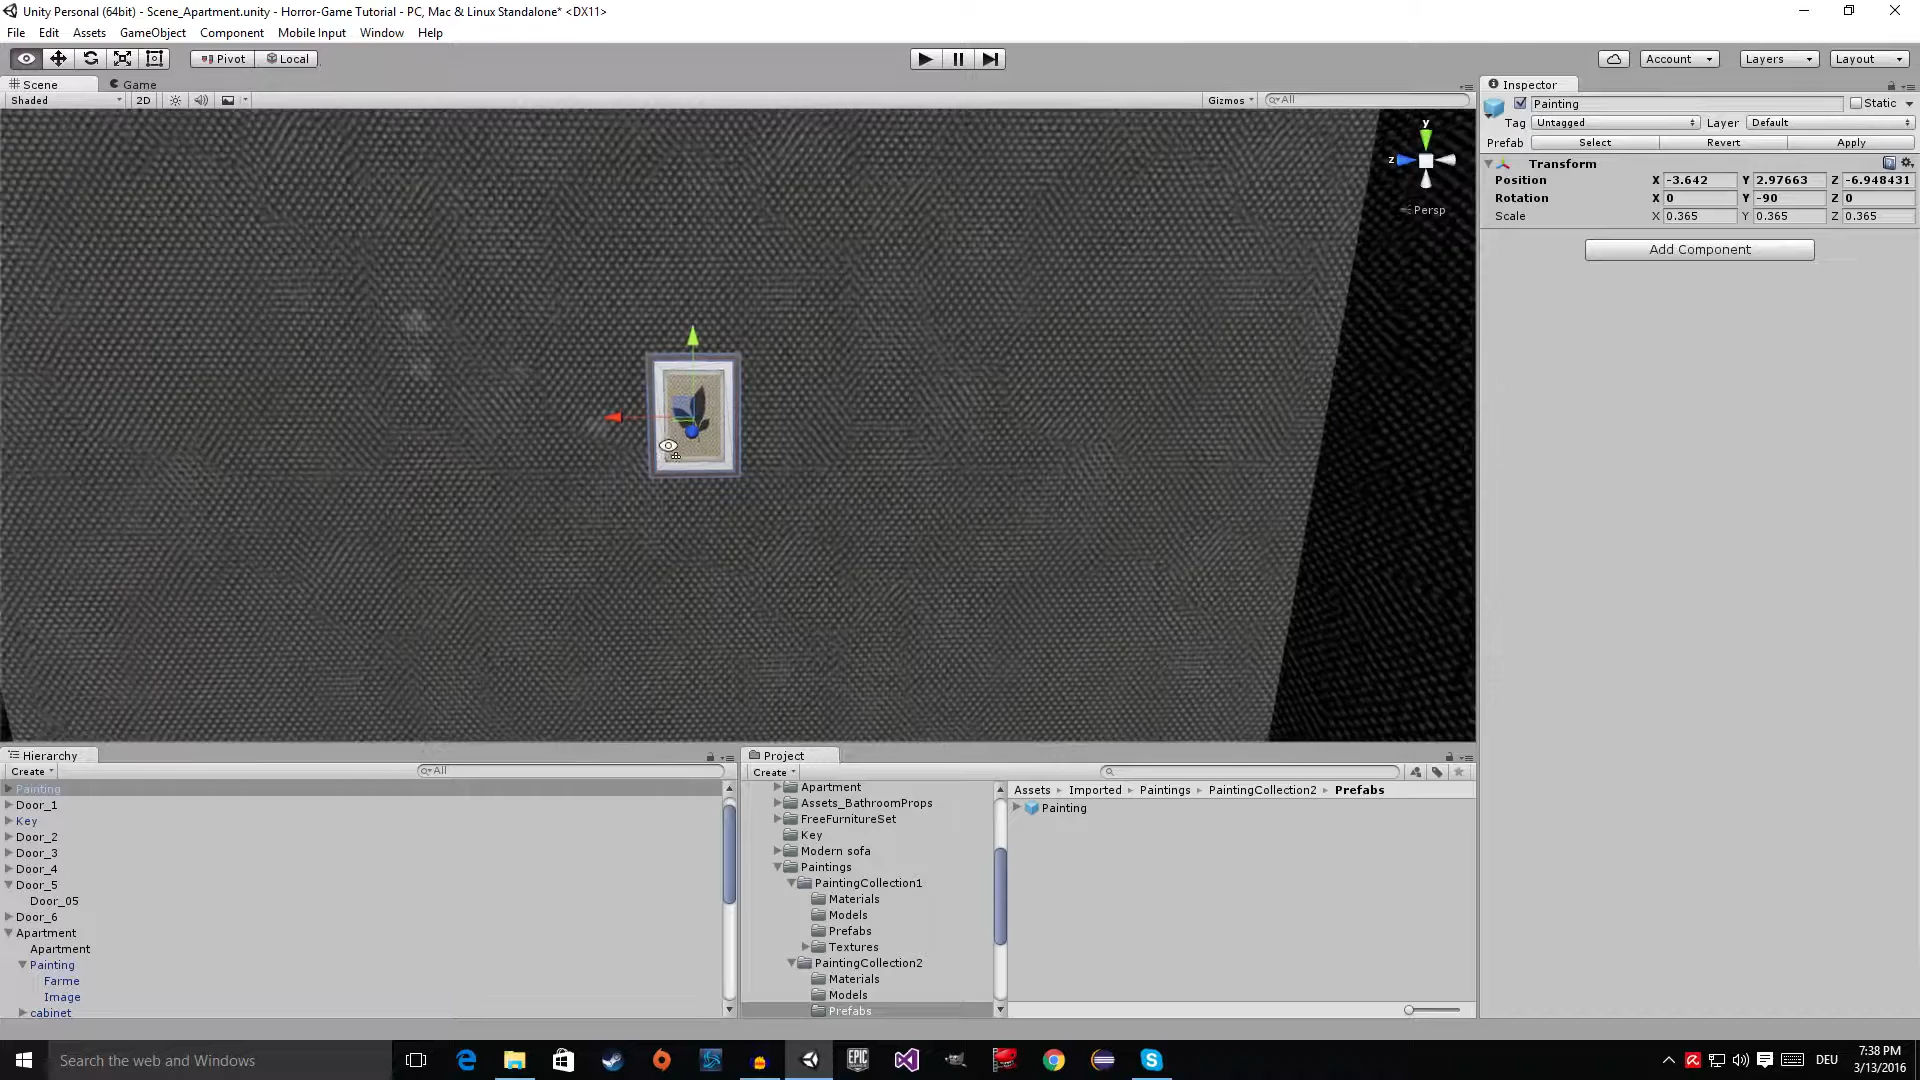 Unity Personal (64bit) - Scene_Apartment.unity - Horror-Game Tutorial - PC, Mac & Linux Standalone* <DX11>
File Edit Assets GameObject Component Mobile Input Window Help
Pivot Local Account Layers Layout
Scene Game
Shaded 2D Gizmos All
y
z
Persp
Inspector
Painting Static
Tag Untagged Layer Default
Prefab Select Revert Apply
Transform
Position X -3.642 Y 2.97663 Z -6.948431
Rotation X 0 Y -90 Z 0
Scale X 0.365 Y 0.365 Z 0.365
Add Component
Hierarchy
Create All
Painting
Door_1
Key
Door_2
Door_3
Door_4
Door_5
Door_05
Door_6
Apartment
Apartment
Painting
Farme
Image
cabinet
Project
Create
Apartment
Assets_BathroomProps
FreeFurnitureSet
Key
Modern sofa
Paintings
PaintingCollection1
Materials
Models
Prefabs
Textures
PaintingCollection2
Materials
Models
Prefabs
Assets Imported Paintings PaintingCollection2 Prefabs
Painting
Search the web and Windows
EPIC
DEU
7:38 PM
3/13/2016